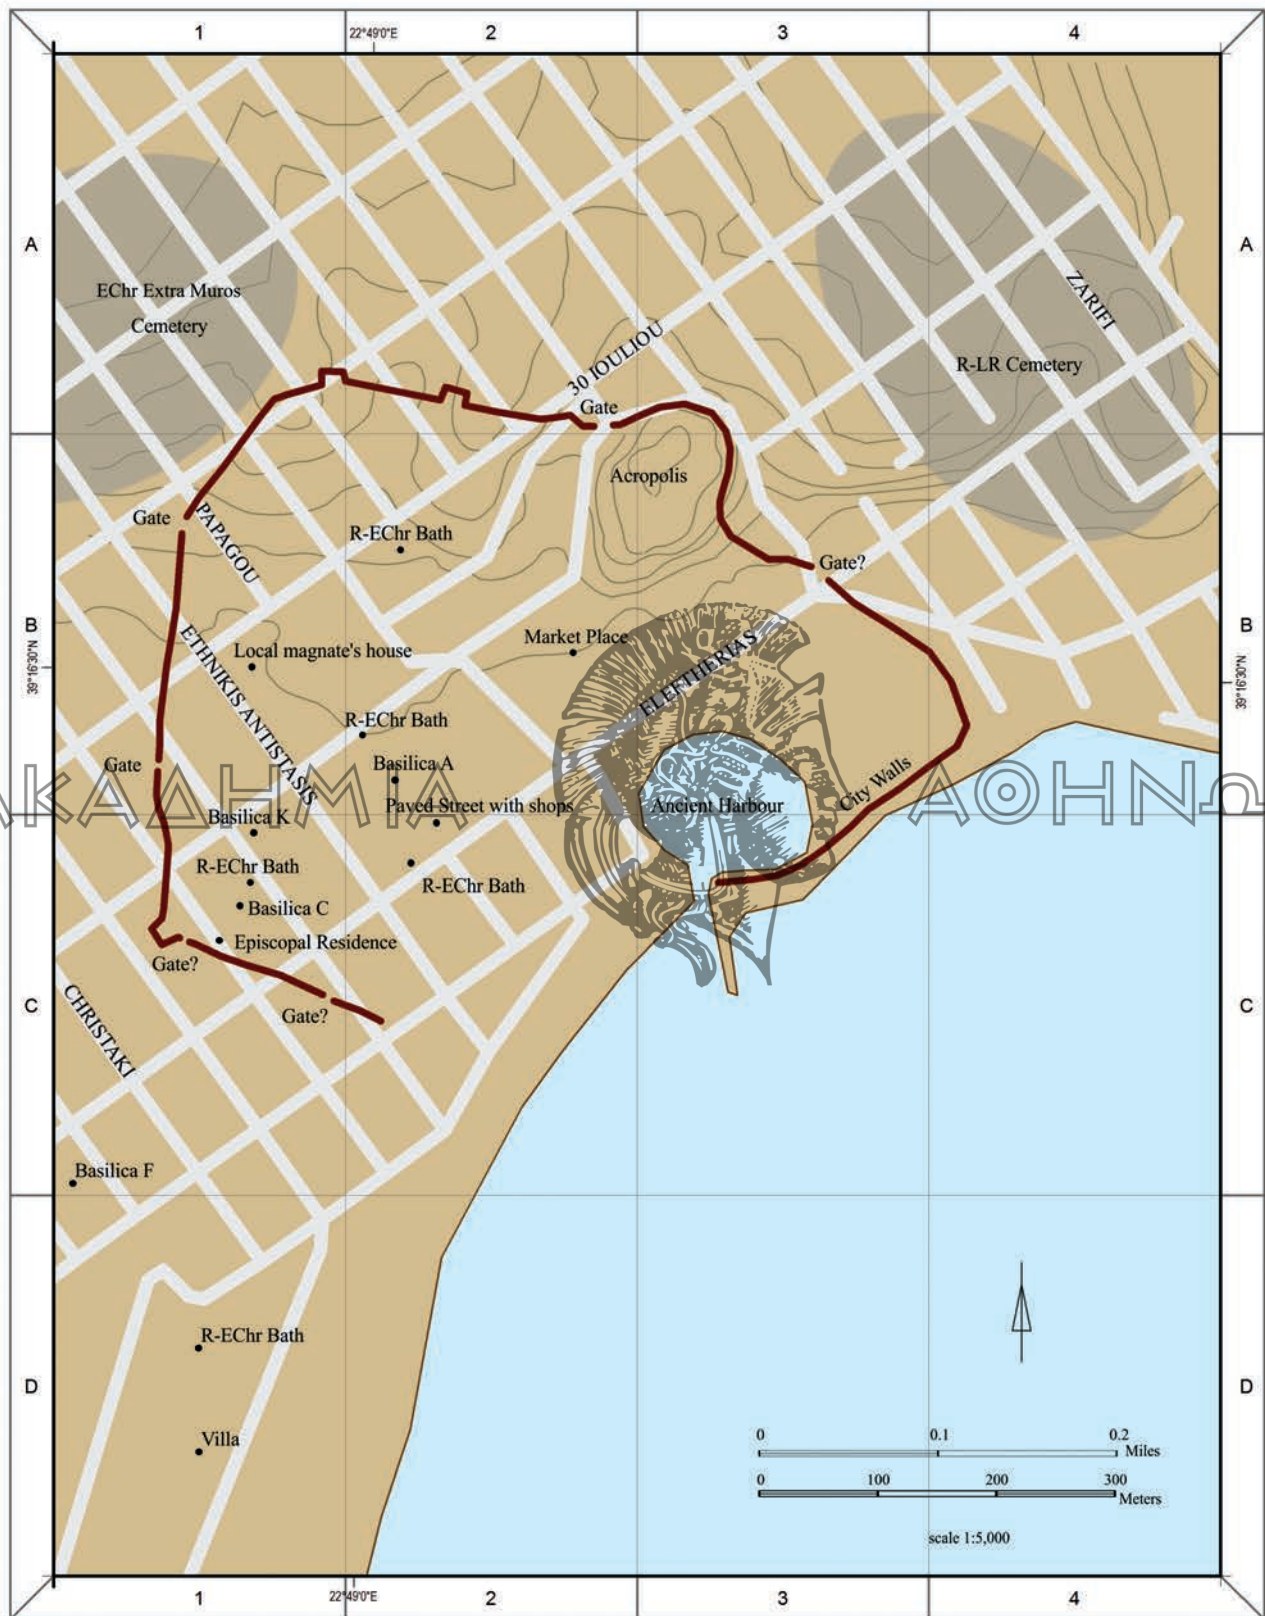 1 2 3 4
22°49'0"E
A A
EChr Extra Muros
Cemetery
ZARIFI
30 IOULIOU
R-LR Cemetery
Gate
Acropolis
Gate
PAPAGOU
R-EChr Bath
Gate?
B B
ETHNIKIS ANTISTASIS
Market Place
Local magnate's house
ELEFTHERIAS
39°16'30"N
39°16'30"N
R-EChr Bath
Gate
Basilica A
City Walls
ΑΚΑΔΗΜΙΑ ΑΘΗΝΩ
Paved Street with shops
Ancient Harbour
Basilica K
R-EChr Bath
R-EChr Bath
Basilica C
Episcopal Residence
Gate?
C C
Gate?
CHRISTAKI
Basilica F
R-EChr Bath
D D
Villa
0 0.1 0.2
Miles
0 100 200 300
Meters
scale 1:5,000
22°49'0"E
1 2 3 4